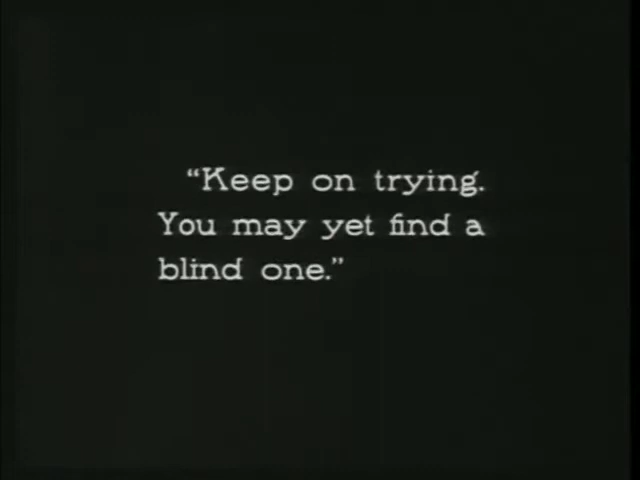 “Keep on trying.
You may yet find a
blind one.”